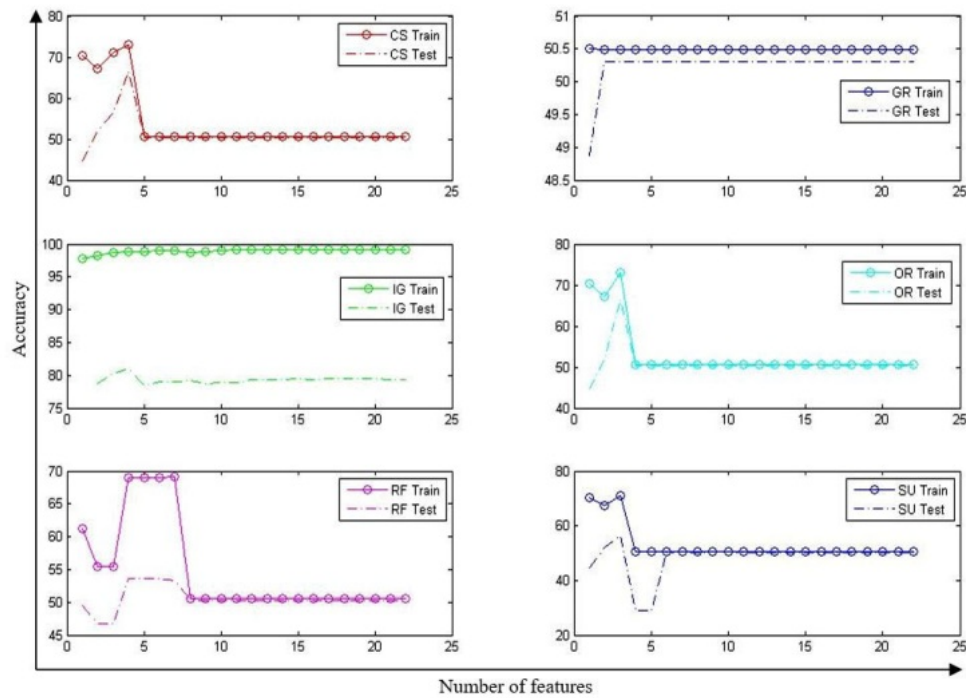 80
70
60
50
40
0 5 10 15 20 25
CS Train
CS Test
51
50.5
50
49.5
49
48.5
0 5 10 15 20 25
GR Train
GR Test
100
95
90
85
80
75
0 5 10 15 20 25
IG Train
IG Test
80
70
60
50
40
0 5 10 15 20 25
OR Train
OR Test
70
65
60
55
50
45
0 5 10 15 20 25
RF Train
RF Test
80
60
40
20
0 5 10 15 20 25
SU Train
SU Test
Accuracy
Number of features